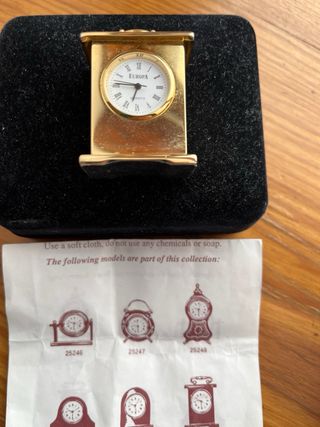 EUROPA
QUARTZ
Use a soft cloth, do not use any chemicals or soap.
The following models are part of this collection:
25246
25247
25248